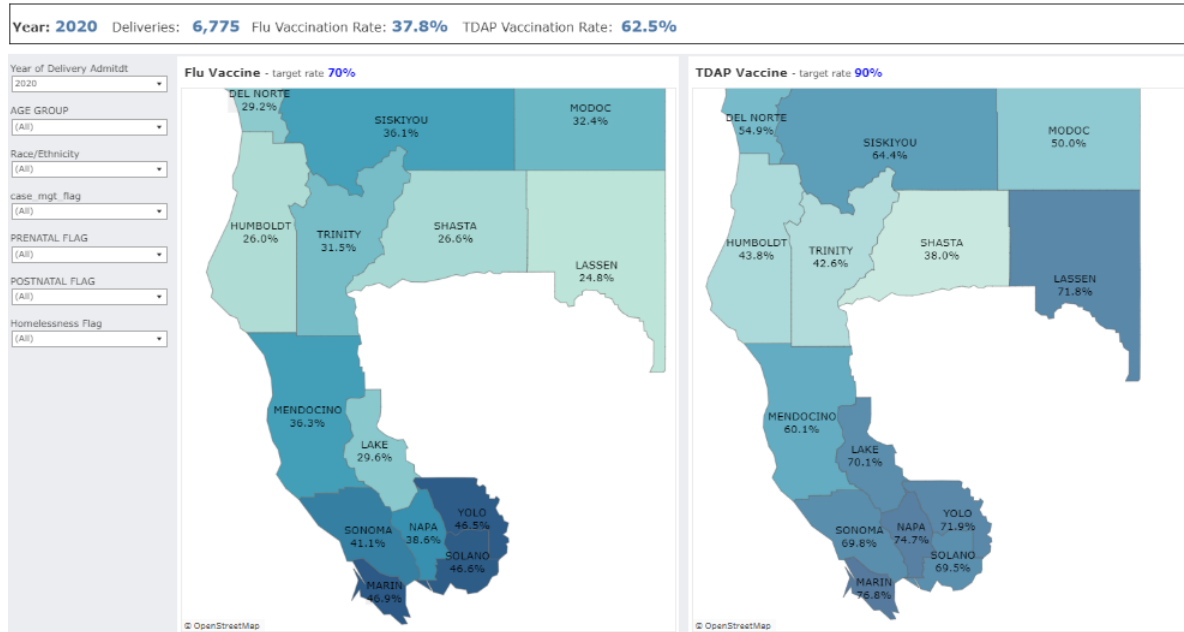 Year: 2020 Deliveries: 6,775 Flu Vaccination Rate: 37.8% TDAP Vaccination Rate: 62.5%
Year of Delivery Admitdt
2020
AGE GROUP
(All)
Race/Ethnicity
(All)
case_mgt_flag
(All)
PRENATAL FLAG
(All)
POSTNATAL FLAG
(All)
Homelessness Flag
(All)
Flu Vaccine - target rate 70%
DEL NORTE
29.2%
SISKIYOU
36.1%
MODOC
32.4%
HUMBOLDT
26.0%
TRINITY
31.5%
SHASTA
26.6%
LASSEN
24.8%
MENDOCINO
36.3%
LAKE
29.6%
SONOMA
41.1%
NAPA
38.6%
YOLO
46.5%
SOLANO
46.6%
MARIN
46.9%
© OpenStreetMap
TDAP Vaccine - target rate 90%
DEL NORTE
54.9%
SISKIYOU
64.4%
MODOC
50.0%
HUMBOLDT
43.8%
TRINITY
42.6%
SHASTA
38.0%
LASSEN
71.8%
MENDOCINO
60.1%
LAKE
70.1%
SONOMA
69.8%
NAPA
74.7%
YOLO
71.9%
SOLANO
69.5%
MARIN
76.8%
© OpenStreetMap